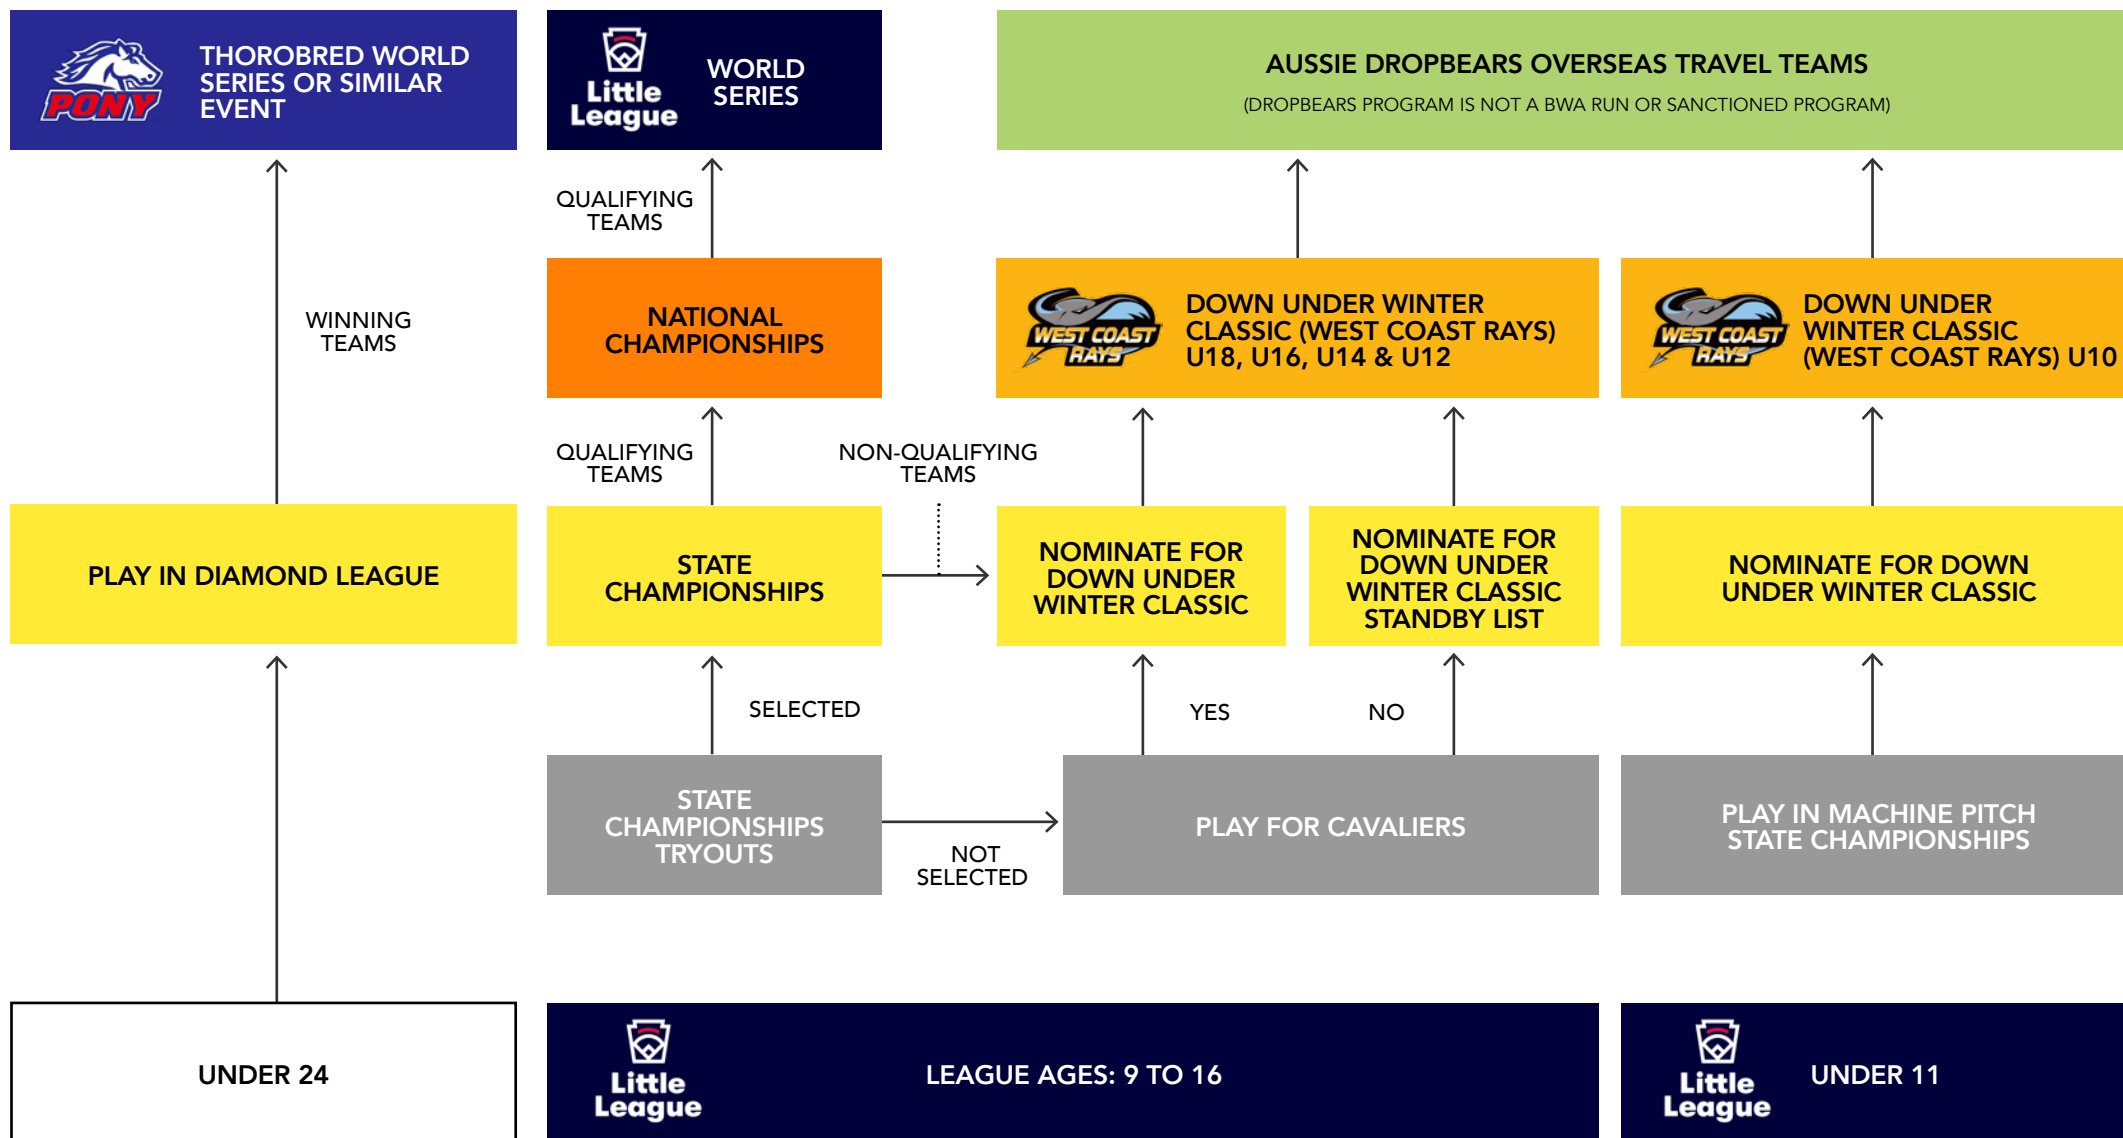 PONY
THOROBRED WORLD
SERIES OR SIMILAR
EVENT
Little
League
WORLD
SERIES
AUSSIE DROPBEARS OVERSEAS TRAVEL TEAMS
(DROPBEARS PROGRAM IS NOT A BWA RUN OR SANCTIONED PROGRAM)
QUALIFYING
TEAMS
WINNING
TEAMS
NATIONAL
CHAMPIONSHIPS
WEST COAST
RAYS
DOWN UNDER WINTER
CLASSIC (WEST COAST RAYS)
U18, U16, U14 & U12
WEST COAST
RAYS
DOWN UNDER
WINTER CLASSIC
(WEST COAST RAYS) U10
QUALIFYING
TEAMS
NON-QUALIFYING
TEAMS
PLAY IN DIAMOND LEAGUE
STATE
CHAMPIONSHIPS
NOMINATE FOR
DOWN UNDER
WINTER CLASSIC
NOMINATE FOR
DOWN UNDER
WINTER CLASSIC
STANDBY LIST
NOMINATE FOR DOWN
UNDER WINTER CLASSIC
SELECTED
YES
NO
STATE
CHAMPIONSHIPS
TRYOUTS
NOT
SELECTED
PLAY FOR CAVALIERS
PLAY IN MACHINE PITCH
STATE CHAMPIONSHIPS
UNDER 24
Little
League
LEAGUE AGES: 9 TO 16
Little
League
UNDER 11